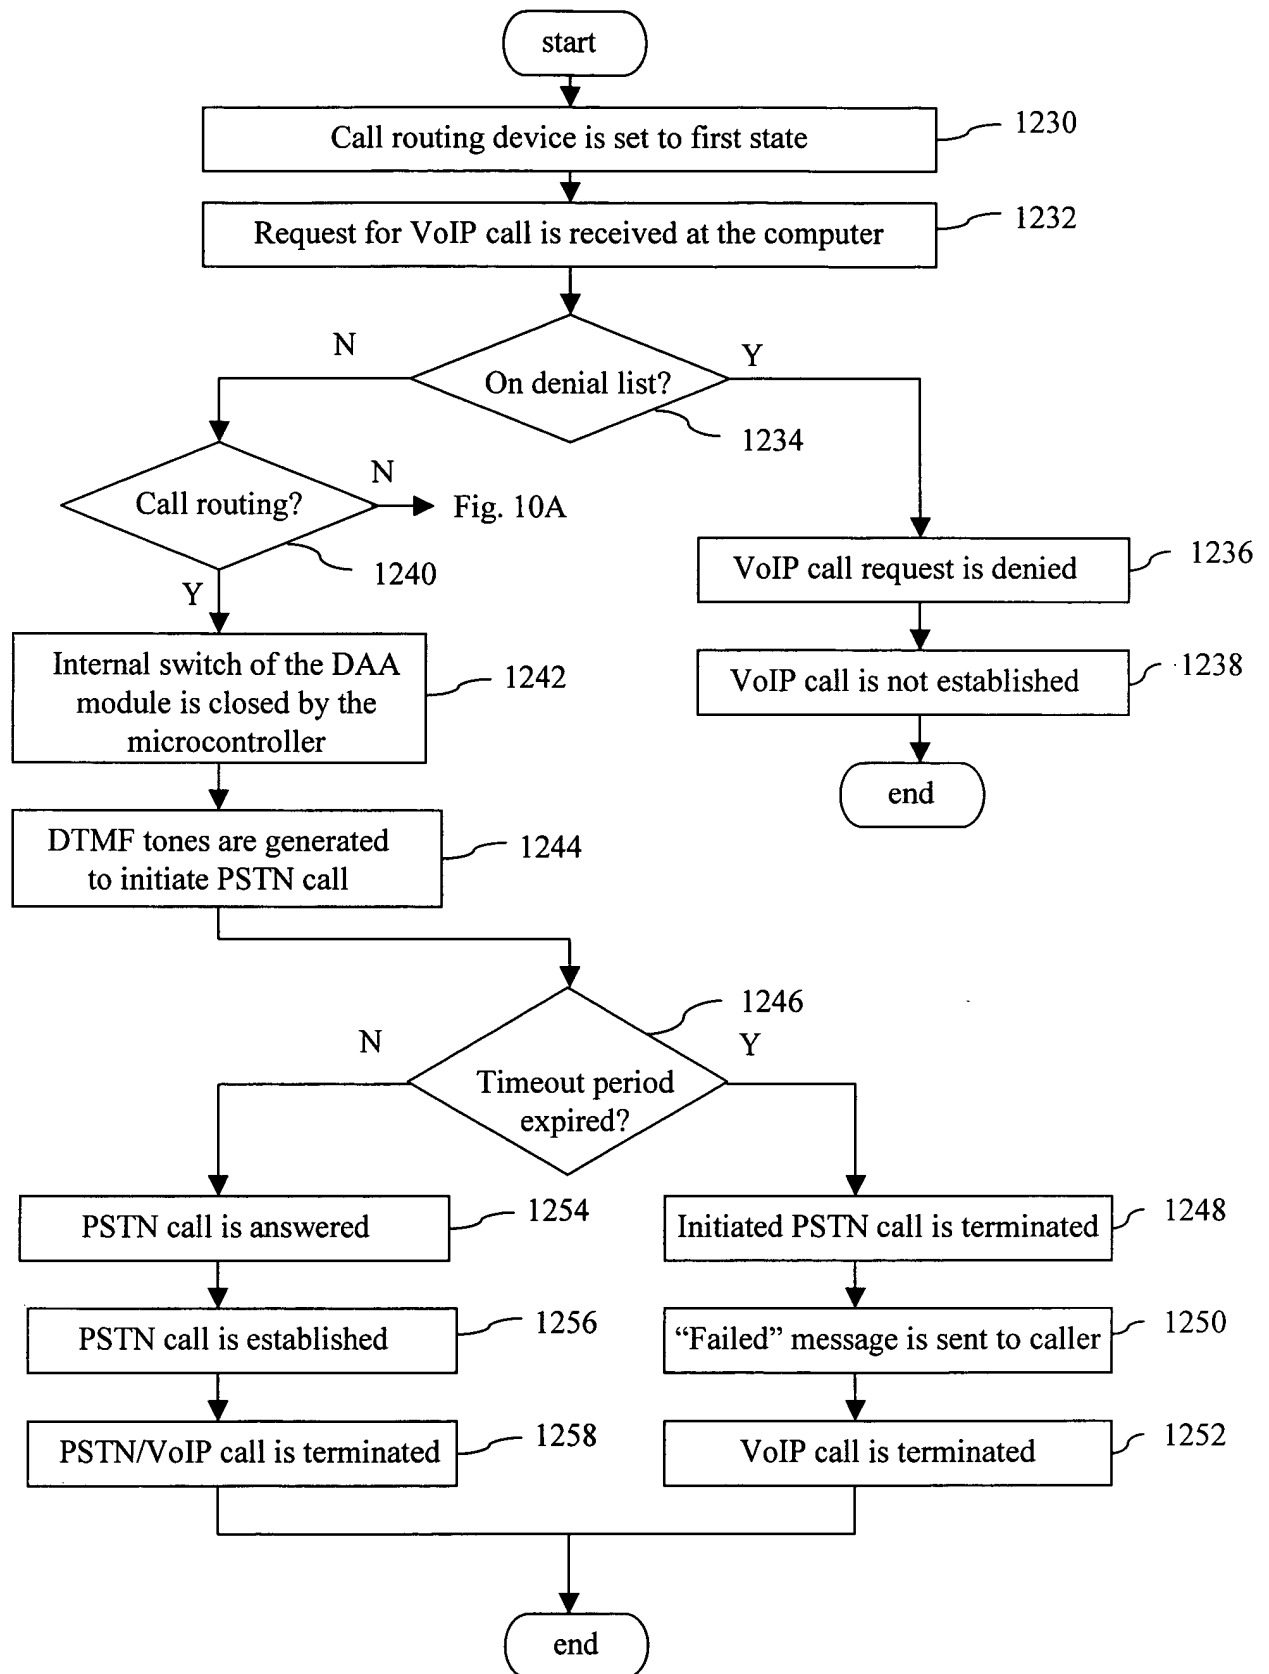 start
Call routing device is set to first state
1230
Request for VoIP call is received at the computer
1232
N
Y
On denial list?
1234
Call routing?
N
Fig. 10A
1240
Y
VoIP call request is denied
1236
Internal switch of the DAA
module is closed by the
microcontroller
1242
VoIP call is not established
1238
end
DTMF tones are generated
to initiate PSTN call
1244
1246
N
Y
Timeout period
expired?
PSTN call is answered
1254
Initiated PSTN call is terminated
1248
PSTN call is established
1256
“Failed” message is sent to caller
1250
PSTN/VoIP call is terminated
1258
VoIP call is terminated
1252
end